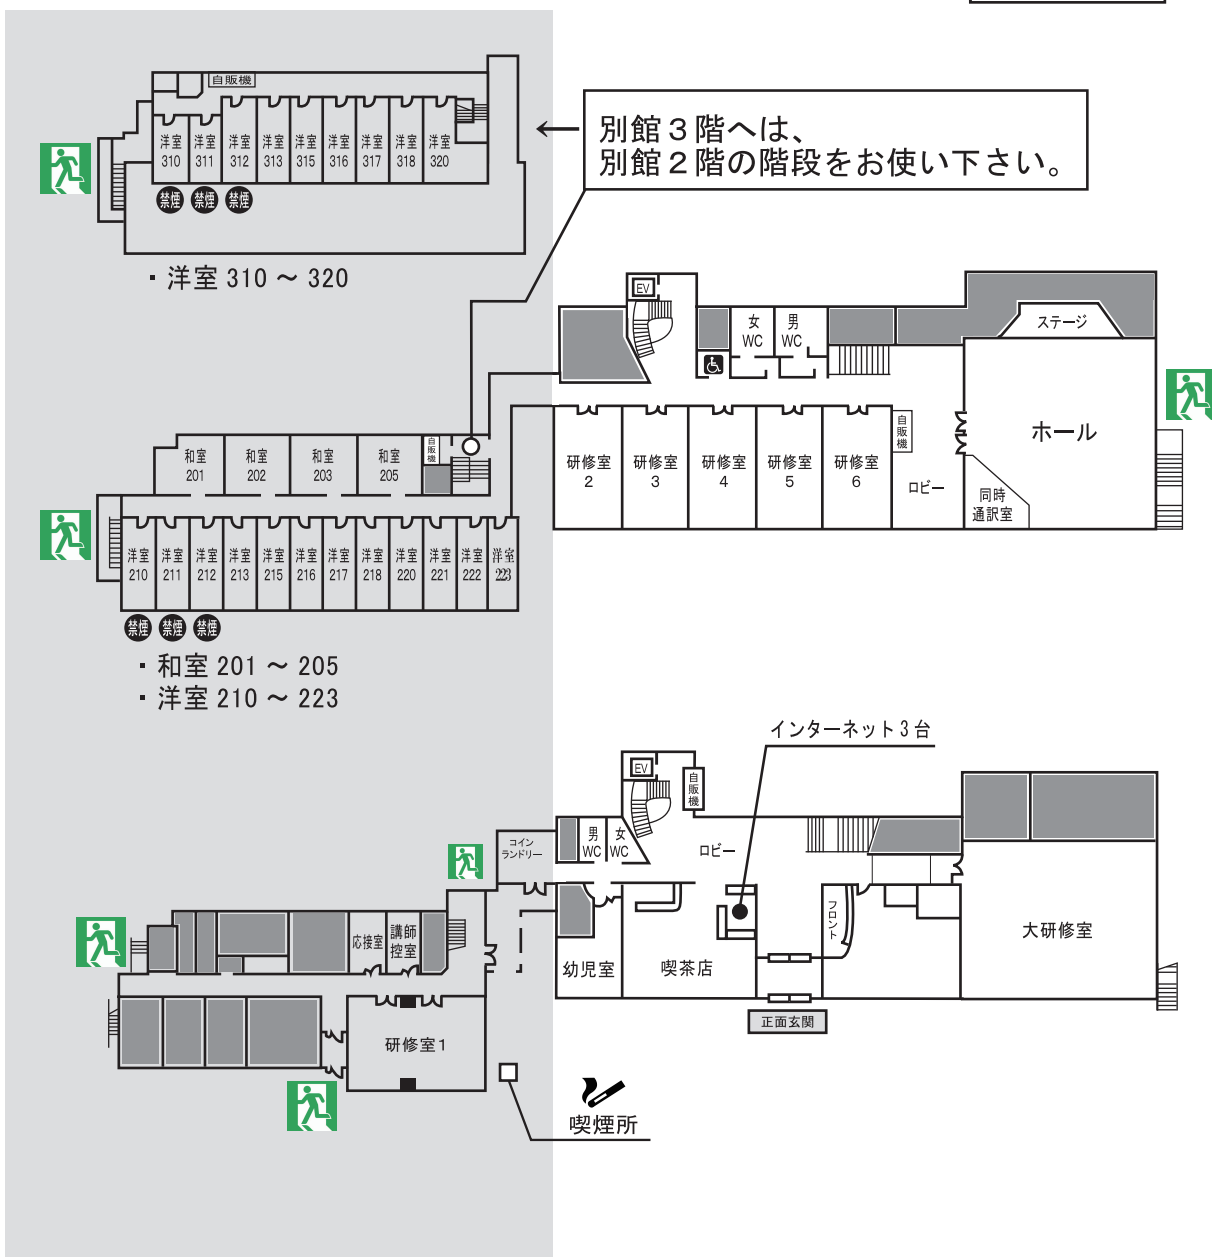 自販機
洋室 310
洋室 311
洋室 312
洋室 313
洋室 315
洋室 316
洋室 317
洋室 318
洋室 320
禁煙
禁煙
禁煙
・洋室 310 ～ 320
別館３階へは、
別館２階の階段をお使い下さい。
EV
女 WC
男 WC
ステージ
ホール
研修室 2
研修室 3
研修室 4
研修室 5
研修室 6
自販機
ロビー
同時通訳室
和室 201
和室 202
和室 203
和室 205
自販機
洋室 210
洋室 211
洋室 212
洋室 213
洋室 215
洋室 216
洋室 217
洋室 218
洋室 220
洋室 221
洋室 222
洋室 223
禁煙
禁煙
禁煙
・和室 201 ～ 205
・洋室 210 ～ 223
インターネット３台
EV
自販機
コインランドリー
男 WC
女 WC
ロビー
フロント
大研修室
応接室
講師控室
幼児室
喫茶店
正面玄関
研修室１
喫煙所